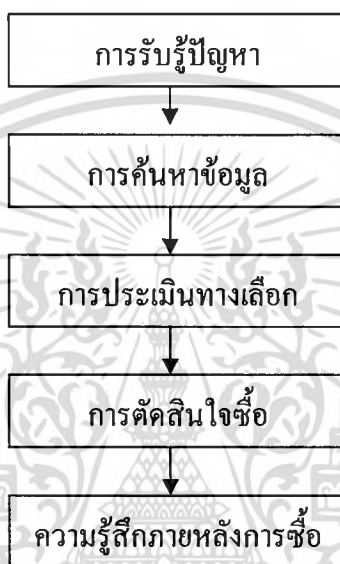 การรับรู้ปัญหา
การค้นหาข้อมูล
การประเมินทางเลือก
การตัดสินใจซื้อ
ความรู้สึกภายหลังการซื้อ